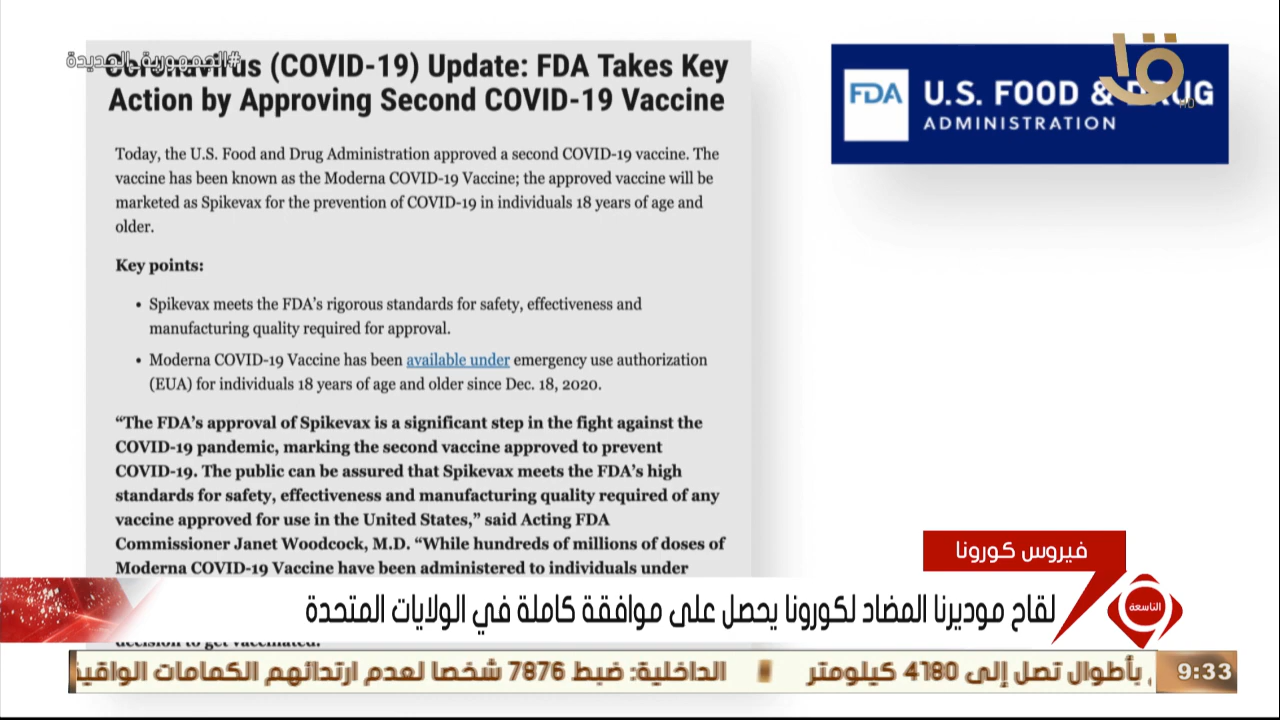 #الجمهورية_الجديدة
Coronavirus (COVID-19) Update: FDA Takes Key
Action by Approving Second COVID-19 Vaccine
FDA
U.S. FOOD & DRUG
ADMINISTRATION
HD
Today, the U.S. Food and Drug Administration approved a second COVID-19 vaccine. The
vaccine has been known as the Moderna COVID-19 Vaccine; the approved vaccine will be
marketed as Spikevax for the prevention of COVID-19 in individuals 18 years of age and
older.
Key points:
• Spikevax meets the FDA’s rigorous standards for safety, effectiveness and
manufacturing quality required for approval.
• Moderna COVID-19 Vaccine has been available under emergency use authorization
(EUA) for individuals 18 years of age and older since Dec. 18, 2020.
“The FDA’s approval of Spikevax is a significant step in the fight against the
COVID-19 pandemic, marking the second vaccine approved to prevent
COVID-19. The public can be assured that Spikevax meets the FDA’s high
standards for safety, effectiveness and manufacturing quality required of any
vaccine approved for use in the United States,” said Acting FDA
Commissioner Janet Woodcock, M.D. “While hundreds of millions of doses of
Moderna COVID-19 Vaccine have been administered to individuals under
decision to get vaccinated.
فيروس كورونا
لقاح موديرنا المضاد لكورونا يحصل على موافقة كاملة في الولايات المتحدة
التاسعة
بأطوال تصل إلى 4180 كيلومتر
الداخلية: ضبط 7876 شخصا لعدم ارتدائهم الكمامات
9:33